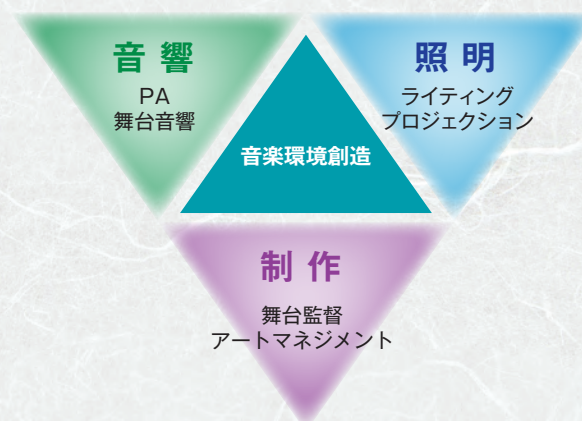 音響
PA
舞台音響
照明
ライティング
プロジェクション
音楽環境創造
制作
舞台監督
アートマネジメント